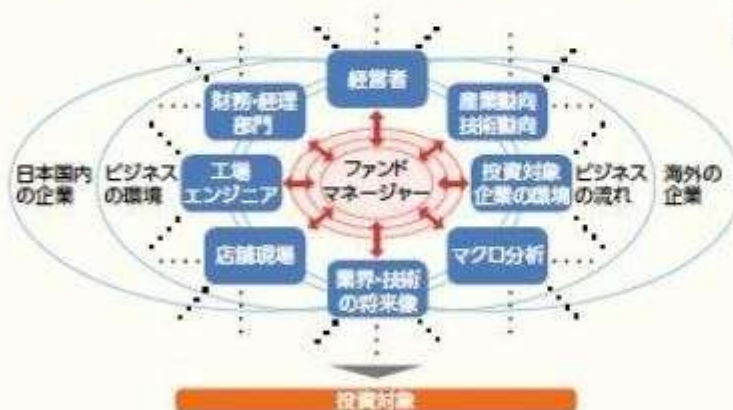 経営者
財務・経理
部門
産業動向
技術動向
日本国内
の企業
ビジネス
の環境
工場
エンジニア
ファンド
マネージャー
投資対象
企業の環境
ビジネス
の流れ
海外の
企業
店舗現場
マクロ分析
業界・技術
の将来像
投資対象